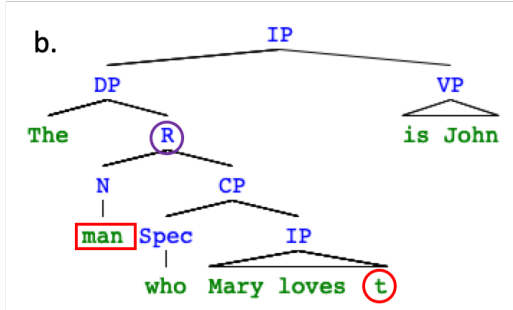 b.
IP
DP VP
The R is John
N CP
man Spec IP
who Mary loves t